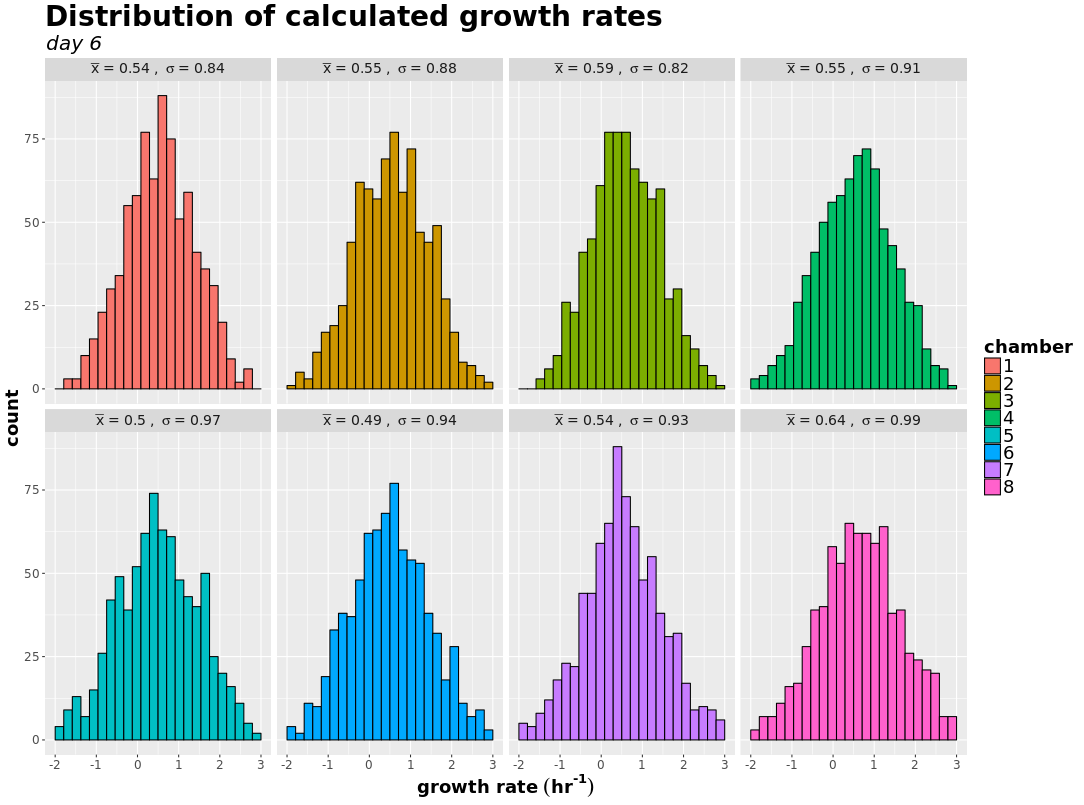 Distribution of calculated growth rates
day 6
x̅ = 0.54 , σ = 0.84
x̅ = 0.55 , σ = 0.88
x̅ = 0.59 , σ = 0.82
x̅ = 0.55 , σ = 0.91
75
50
25
0
x̅ = 0.5 , σ = 0.97
x̅ = 0.49 , σ = 0.94
x̅ = 0.54 , σ = 0.93
x̅ = 0.64 , σ = 0.99
75
50
25
0
-2 -1 0 1 2 3
-2 -1 0 1 2 3
-2 -1 0 1 2 3
-2 -1 0 1 2 3
growth rate (hr⁻¹)
count
chamber
1
2
3
4
5
6
7
8